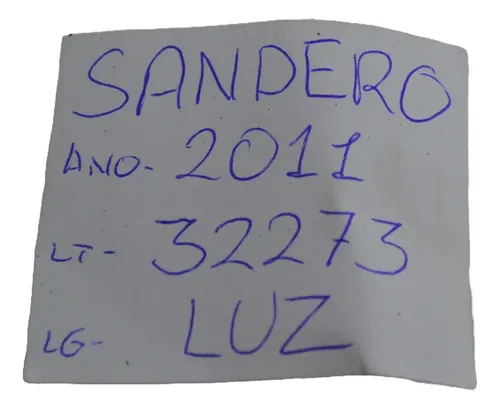 SANDERO
ANO- 2011
LT- 32273
LG- LUZ